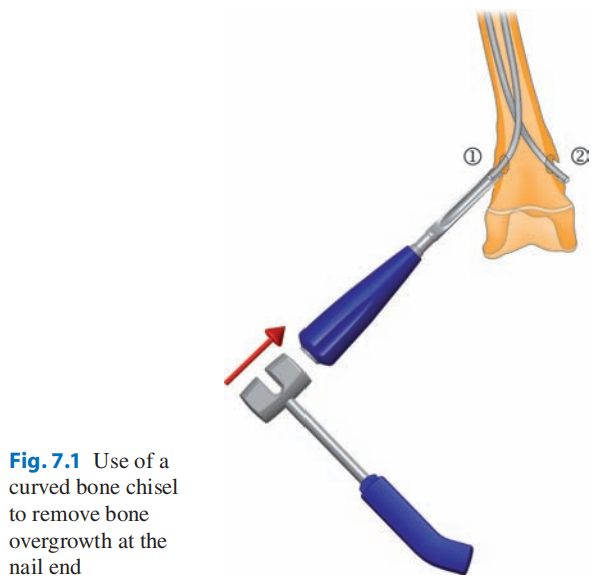 ① ②
Fig. 7.1 Use of a
curved bone chisel
to remove bone
overgrowth at the
nail end